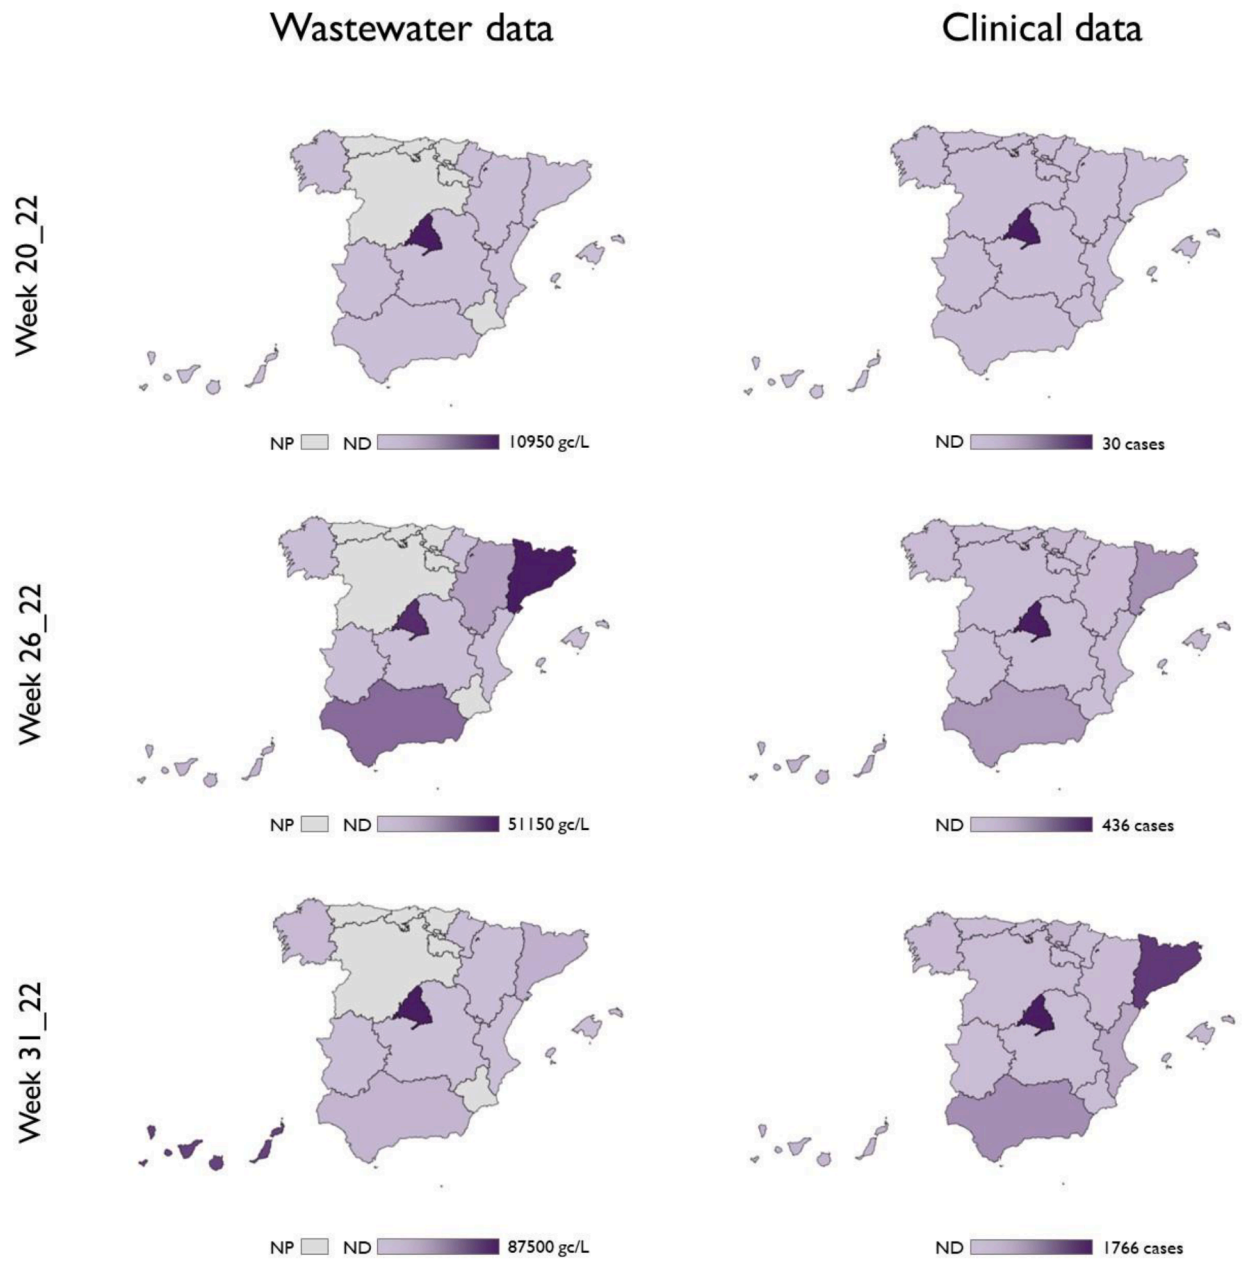 Wastewater data Clinical data
Week 20_22
NP ND 10950 gc/L ND 30 cases
Week 26_22
NP ND 51150 gc/L ND 436 cases
Week 31_22
NP ND 87500 gc/L ND 1766 cases